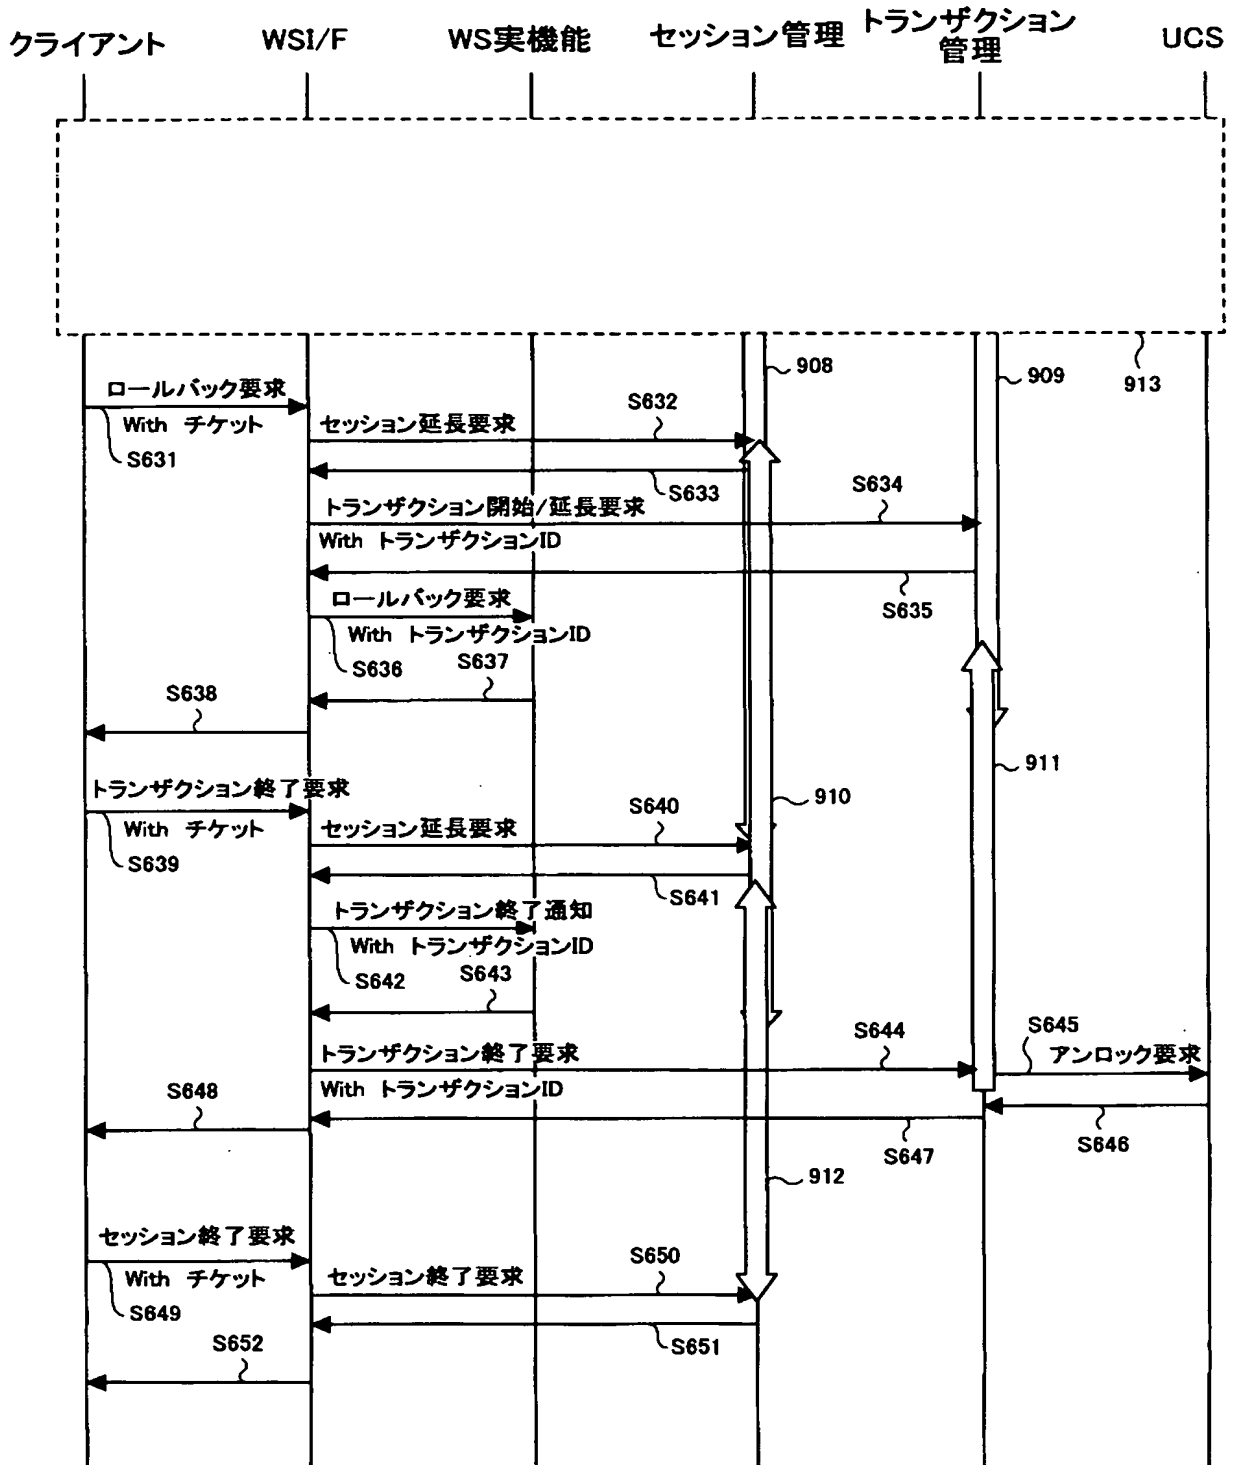 クライアント
WSI/F
WS実機能
セッション管理
トランザクション
管理
UCS
908
909
913
ロールバック要求
With チケット
S631
セッション延長要求
S632
S633
トランザクション開始/延長要求
S634
With トランザクションID
S635
ロールバック要求
With トランザクションID
S636
S637
S638
911
910
トランザクション終了要求
With チケット
S639
セッション延長要求
S640
S641
トランザクション終了通知
With トランザクションID
S642
S643
トランザクション終了要求
S644
With トランザクションID
S645
アンロック要求
S646
S647
S648
912
セッション終了要求
With チケット
S649
セッション終了要求
S650
S651
S652